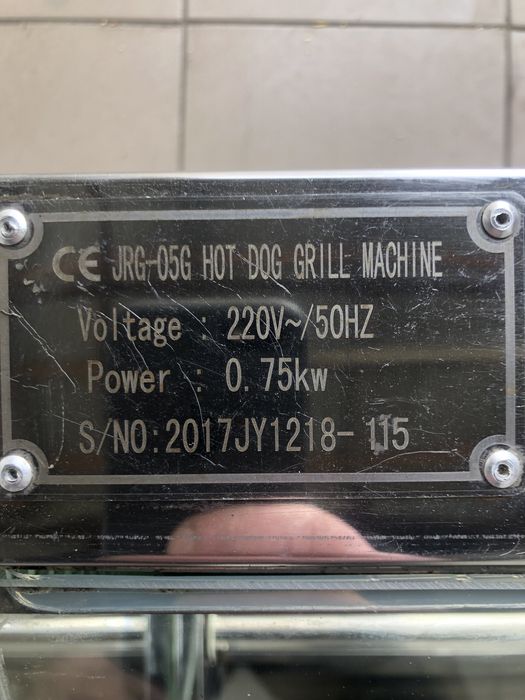 CE JRG-05G HOT DOG GRILL MACHINE
Voltage : 220V~/50HZ
Power : 0.75kw
S/NO:2017JY1218-115